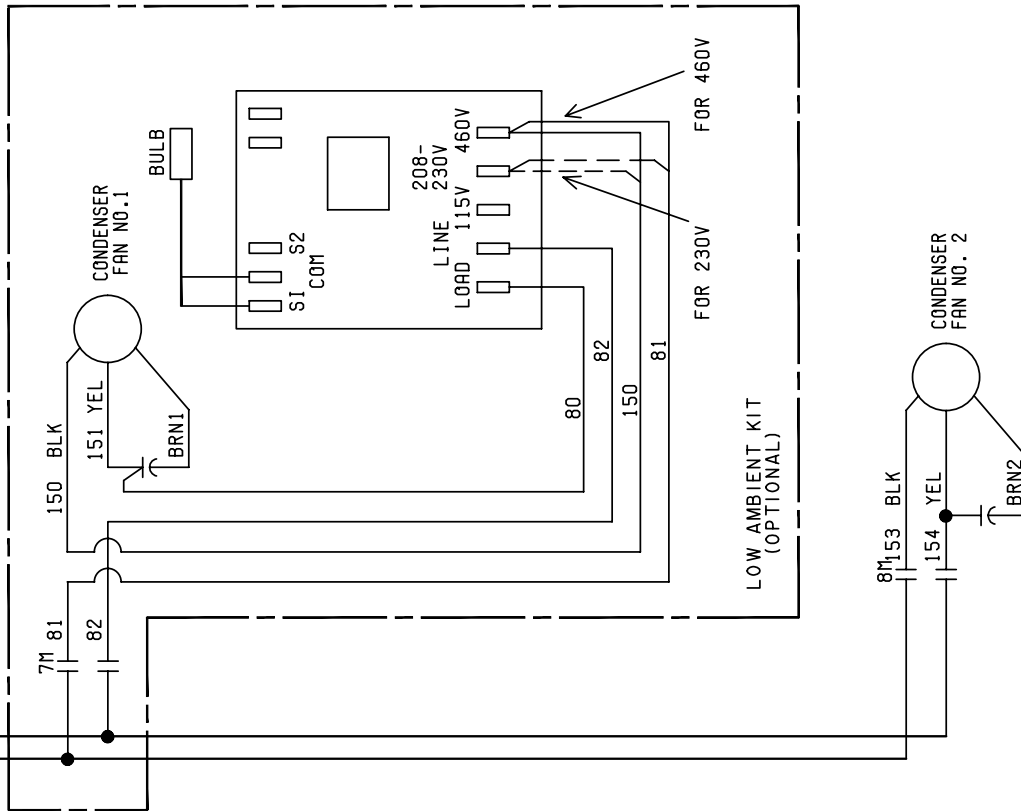 CONDENSER
FAN NO.1
BULB
S1
COM
S2
LOAD
LINE
115V
208-
230V
460V
FOR 460V
FOR 230V
150 BLK
151 YEL
BRN1
80
82
150
81
LOW AMBIENT KIT
(OPTIONAL)
7M
81
82
CONDENSER
FAN NO. 2
8M
153 BLK
154 YEL
BRN2